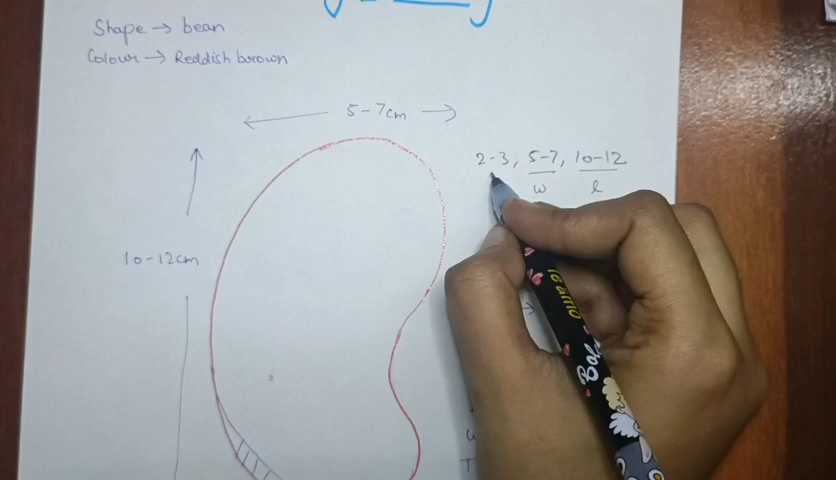 Shape → bean
Colour → Reddish brown
5-7cm
2-3, 5-7, 10-12
w l
10-12cm